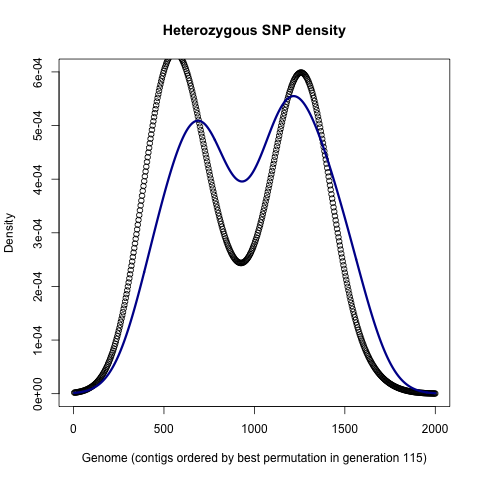 Heterozygous SNP density
Density
6e-04
5e-04
4e-04
3e-04
2e-04
1e-04
0e+00
0 500 1000 1500 2000
Genome (contigs ordered by best permutation in generation 115)